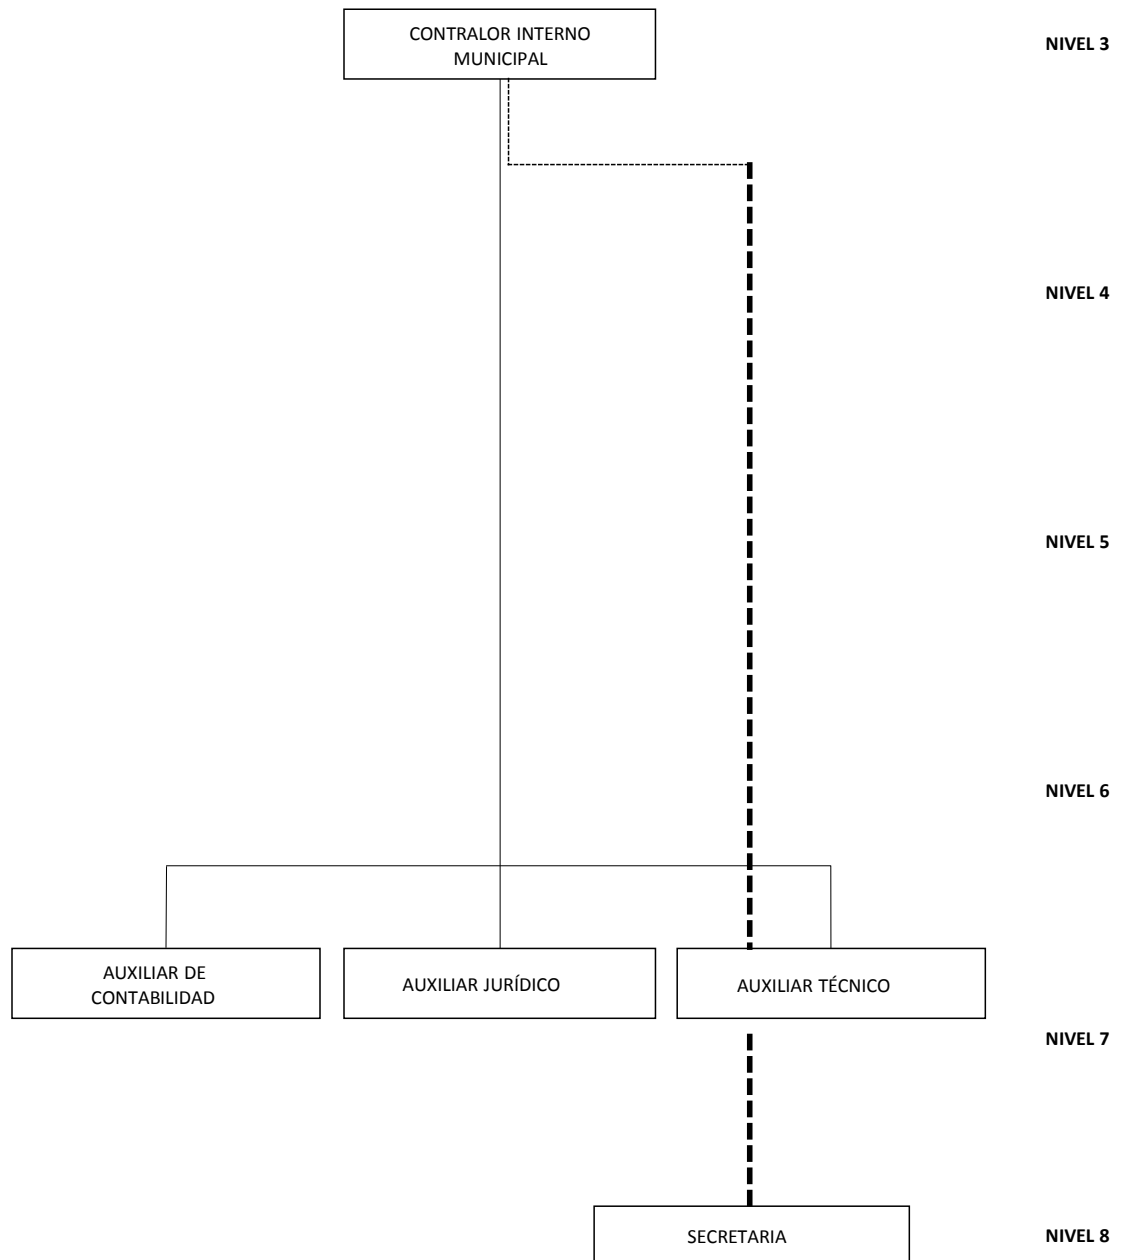 CONTRALOR INTERNO
MUNICIPAL
NIVEL 3
NIVEL 4
NIVEL 5
NIVEL 6
AUXILIAR DE
CONTABILIDAD
AUXILIAR JURÍDICO
AUXILIAR TÉCNICO
NIVEL 7
SECRETARIA
NIVEL 8